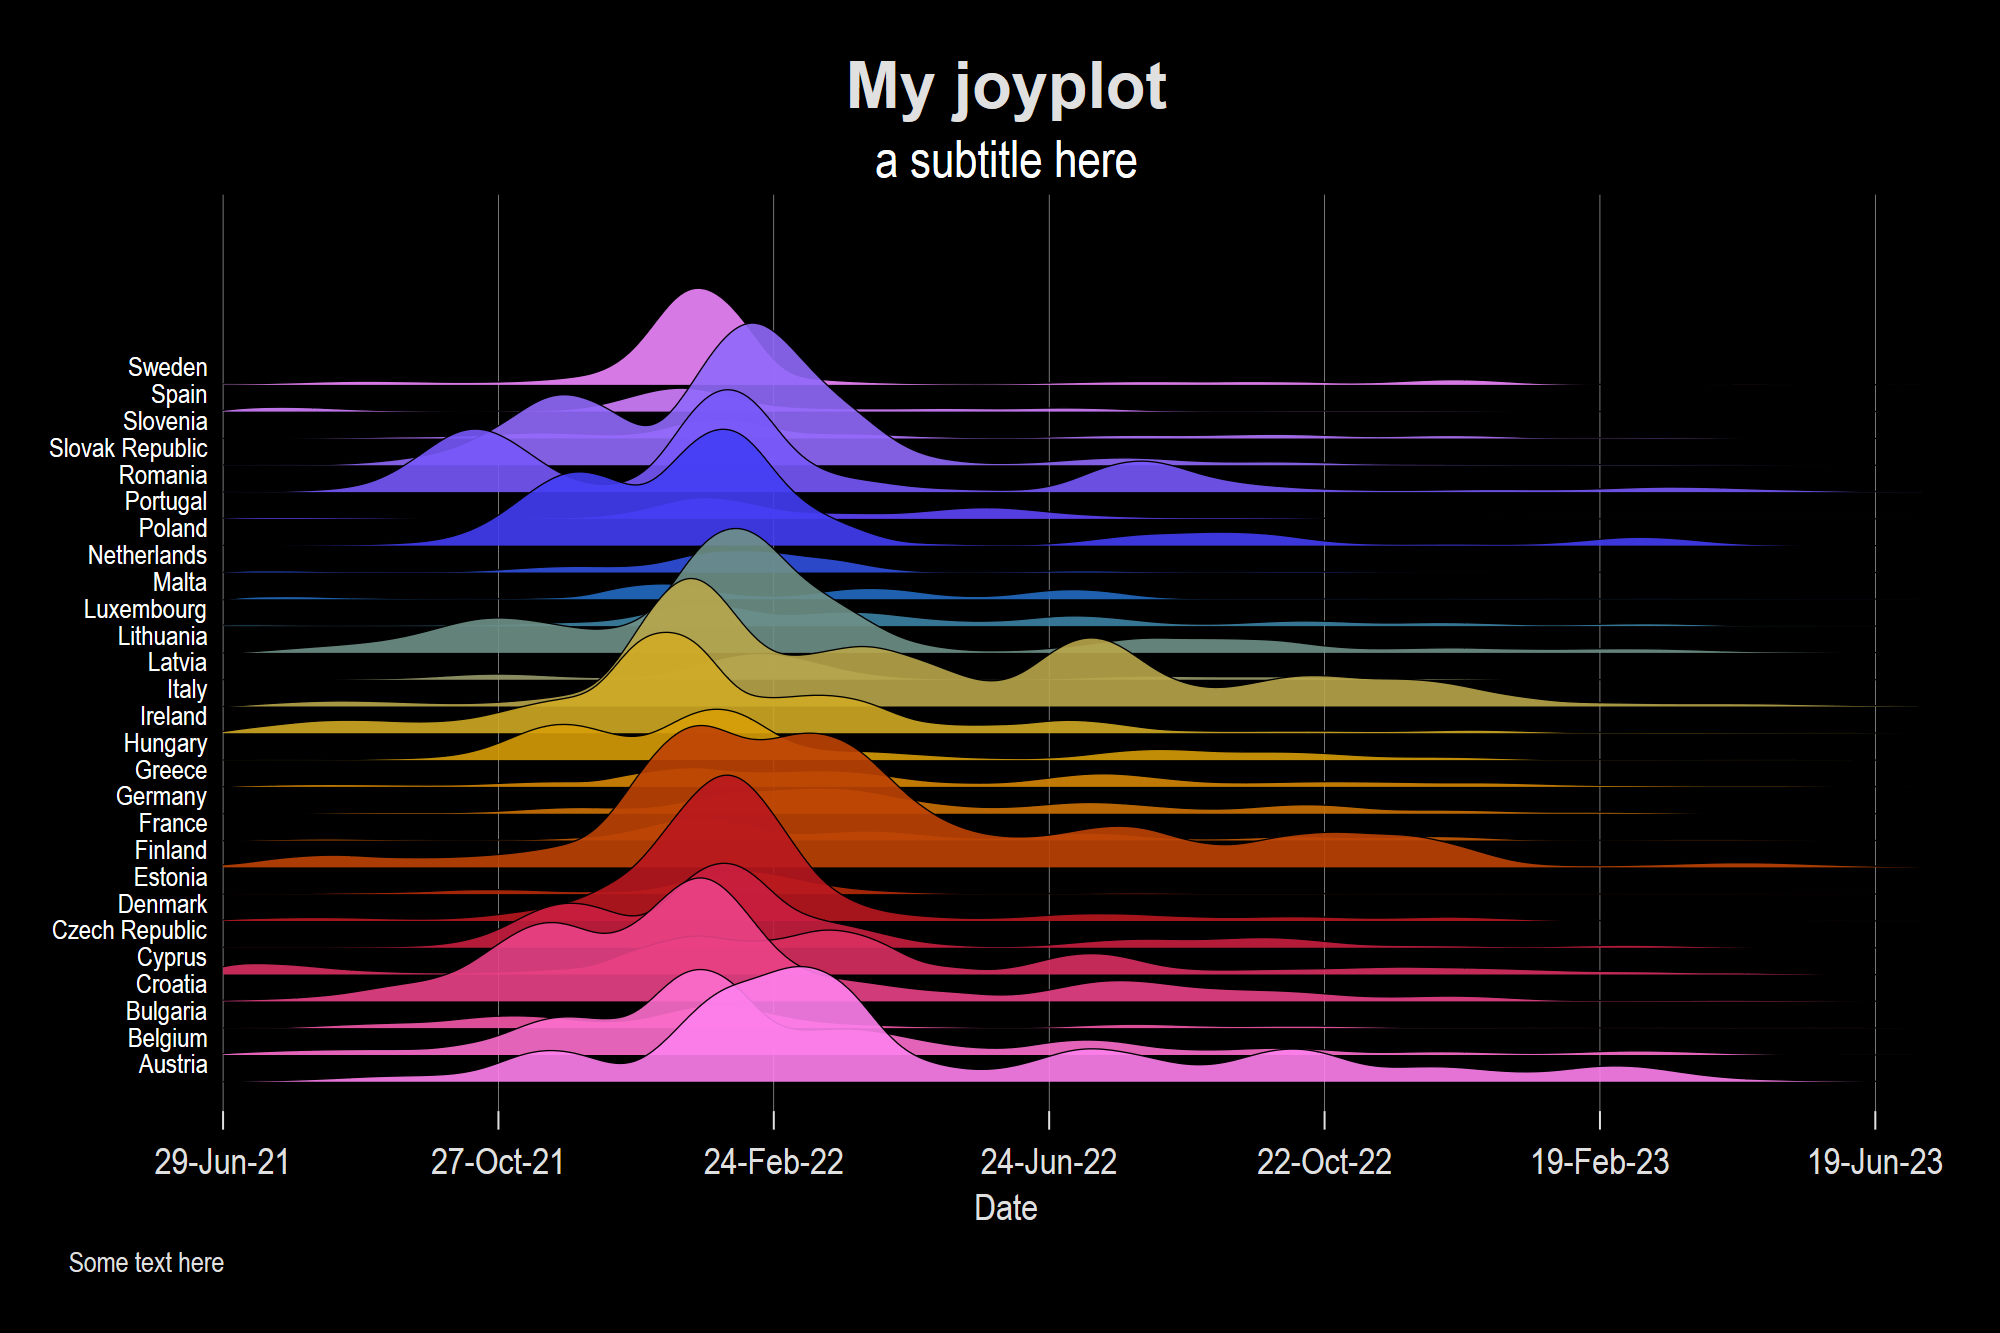 My joyplot
a subtitle here
Sweden
Spain
Slovenia
Slovak Republic
Romania
Portugal
Poland
Netherlands
Malta
Luxembourg
Lithuania
Latvia
Italy
Ireland
Hungary
Greece
Germany
France
Finland
Estonia
Denmark
Czech Republic
Cyprus
Croatia
Bulgaria
Belgium
Austria
29-Jun-21 27-Oct-21 24-Feb-22 24-Jun-22 22-Oct-22 19-Feb-23 19-Jun-23
Date
Some text here